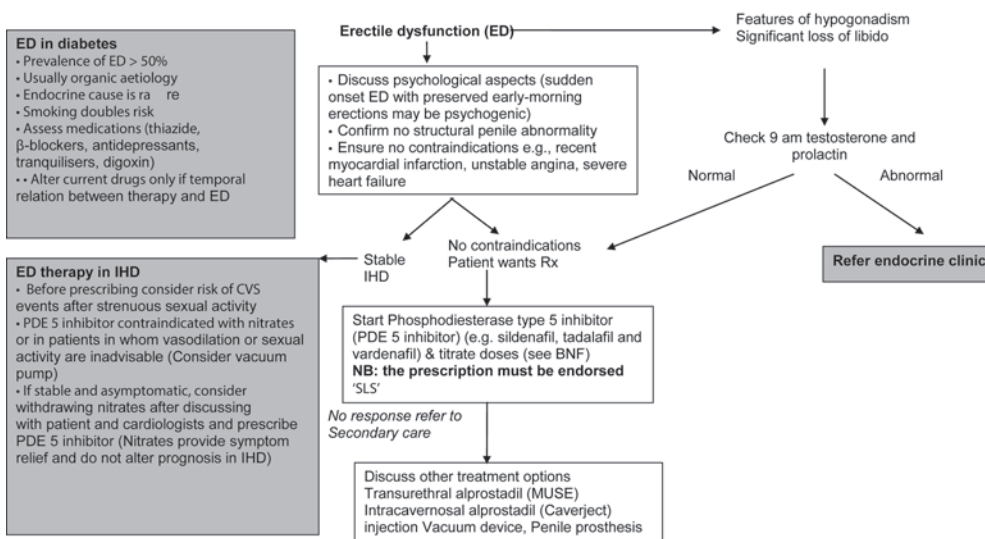 ED in diabetes
• Prevalence of ED > 50%
• Usually organic aetiology
• Endocrine cause is ra re
• Smoking doubles risk
• Assess medications (thiazide,
β-blockers, antidepressants,
tranquilisers, digoxin)
• • Alter current drugs only if temporal
relation between therapy and ED
Erectile dysfunction (ED)
Features of hypogonadism
Significant loss of libido
• Discuss psychological aspects (sudden
onset ED with preserved early-morning
erections may be psychogenic)
• Confirm no structural penile abnormality
• Ensure no contraindications e.g., recent
myocardial infarction, unstable angina, severe
heart failure
Check 9 am testosterone and
prolactin
Normal
Abnormal
Stable
IHD
No contraindications
Patient wants Rx
Refer endocrine clinic
ED therapy in IHD
• Before prescribing consider risk of CVS
events after strenuous sexual activity
• PDE 5 inhibitor contraindicated with nitrates
or in patients in whom vasodilation or sexual
activity are inadvisable (Consider vacuum
pump)
• If stable and asymptomatic, consider
withdrawing nitrates after discussing
with patient and cardiologists and prescribe
PDE 5 inhibitor (Nitrates provide symptom
relief and do not alter prognosis in IHD)
Start Phosphodiesterase type 5 inhibitor
(PDE 5 inhibitor) (e.g. sildenafil, tadalafil and
vardenafil) & titrate doses (see BNF)
NB: the prescription must be endorsed
‘SLS’
No response refer to
Secondary care
Discuss other treatment options
Transurethral alprostadil (MUSE)
Intracavernosal alprostadil (Caverject)
injection Vacuum device, Penile prosthesis